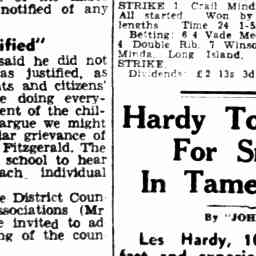 notified of any
ified"
said he did not
as justified, as
ts and citizens'
e doing every-
ent of the chil-
argue we might
lar grievance of
Fitzgerald. The
school to hear
ach individual
e District Coun
ssociations (Mr
e invited to ad
ng of the coun
STRIKE 1 Crail Mind
All started Won by
lengths Time 24 1-5
Betting: 6 4 Vade Me
4 Double Rib. 7 Wins
Minda. Long Island.
STRIKE.
Dividends: £2 13s 3d
Hardy To
For S
In Tame
By "JOH
Les Hardy, 10
fast and